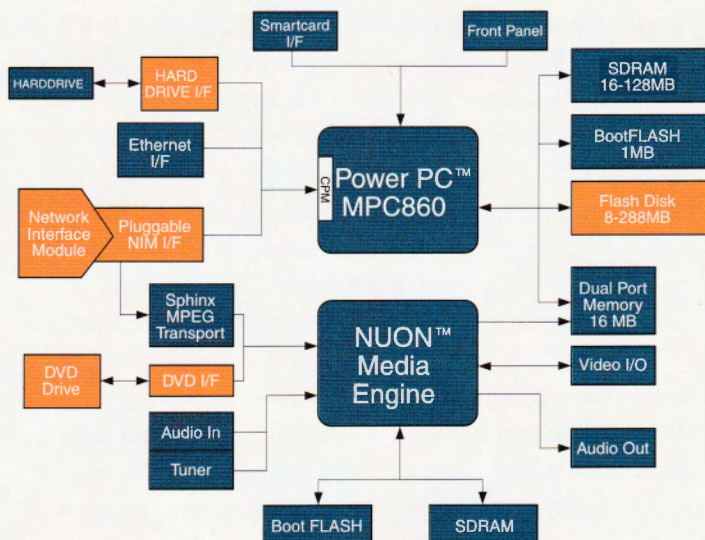 Smartcard
I/F
Front Panel
HARDDRIVE
HARD
DRIVE I/F
SDRAM
16-128MB
Ethernet
I/F
BootFLASH
1MB
CPM
Power PC™
MPC860
Network
Interface
Module
Pluggable
NIM I/F
Flash Disk
8-288MB
Sphinx
MPEG
Transport
NUON™
Media
Engine
Dual Port
Memory
16 MB
DVD
Drive
DVD I/F
Video I/O
Audio In
Tuner
Audio Out
Boot FLASH
SDRAM